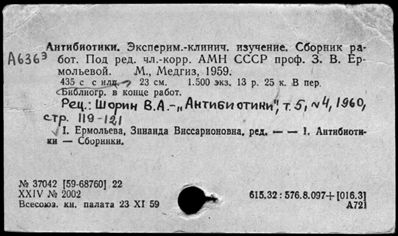 Антибиотики. Эксперим.-клинич. изучение. Сборник ра-
А636э бот. Под ред. чл.-корр. АМН СССР проф. З. В. Ер-
мольевой. М., Медгиз, 1959.
435 с с илл. 23 см. 1.500 экз. 13 р. 25 к. В пер.
Библиогр. в конце работ.
Рец.: Шорин В.А.-„Антибиотики", т. 5, №4, 1960,
стр. 119-121
I. Ермольева, Зинаида Виссарионовна, ред. — — 1. Антибиоти-
ки — Сборники.
№ 37042 [59-68760] 22
XXIV № 2002
Всесоюз. кн. палата 23 XI 59
615.32 : 576.8.097+[016.3]
А72]